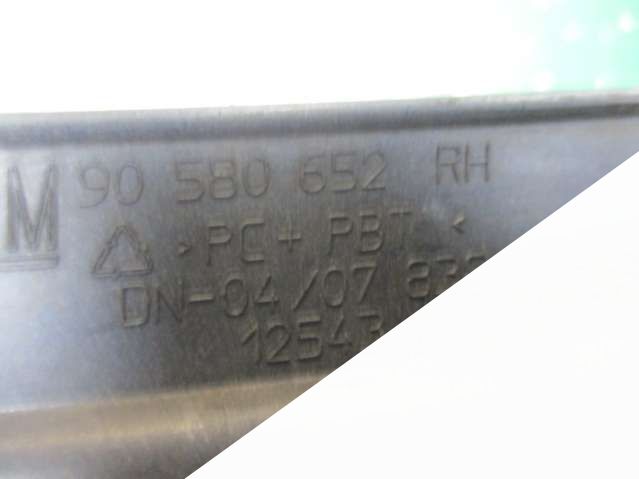 M 90 580 652 RH
>PC+ PBT<
DN-04/07